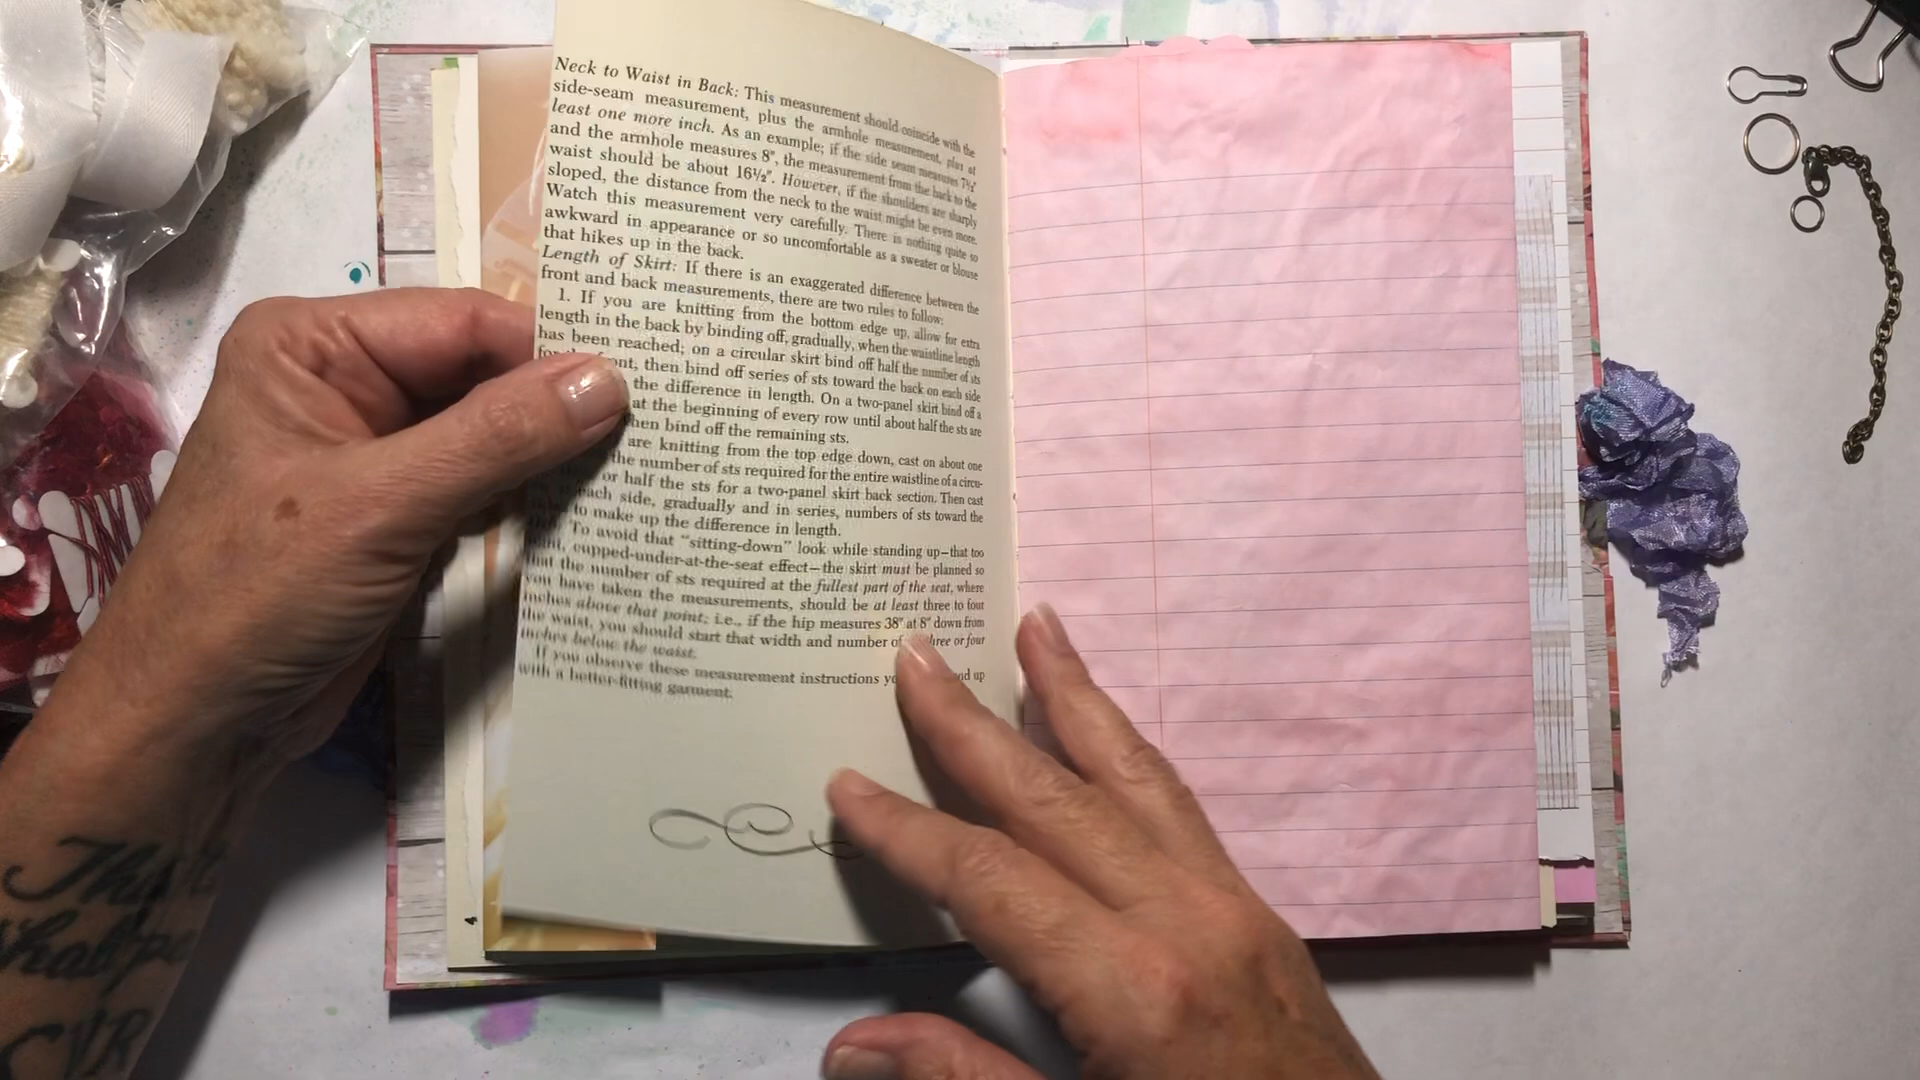 Neck to Waist in Back: This measurement should coincide with the
side-seam measurement, plus the armhole measurement, plus at
least one more inch. As an example; if the side seam measures 7½"
and the armhole measures 8", the measurement from the back to the
waist should be about 16½". However, if the shoulders are sharply
sloped, the distance from the neck to the waist might be even more.
Watch this measurement very carefully. There is nothing quite so
awkward in appearance or so uncomfortable as a sweater or blouse
that hikes up in the back.
Length of Skirt: If there is an exaggerated difference between the
front and back measurements, there are two rules to follow:
1. If you are knitting from the bottom edge up, allow for extra
length in the back by binding off, gradually, when the waistline length
has been reached; on a circular skirt bind off half the number of sts
for the front, then bind off series of sts toward the back on each side
the difference in length. On a two-panel skirt bind off a
at the beginning of every row until about half the sts are
then bind off the remaining sts.
are knitting from the top edge down, cast on about one
the number of sts required for the entire waistline of a circu-
or half the sts for a two-panel skirt back section. Then cast
each side, gradually and in series, numbers of sts toward the
to make up the difference in length.
To avoid that "sitting-down" look while standing up—that too
cupped-under-at-the-seat effect—the skirt must be planned so
that the number of sts required at the fullest part of the seat, where
you have taken the measurements, should be at least three to four
inches above that point; i.e., if the hip measures 38" at 8" down from
the waist, you should start that width and number of three or four
inches below the waist.
If you observe these measurement instructions up
with a better-fitting garment.
CVR